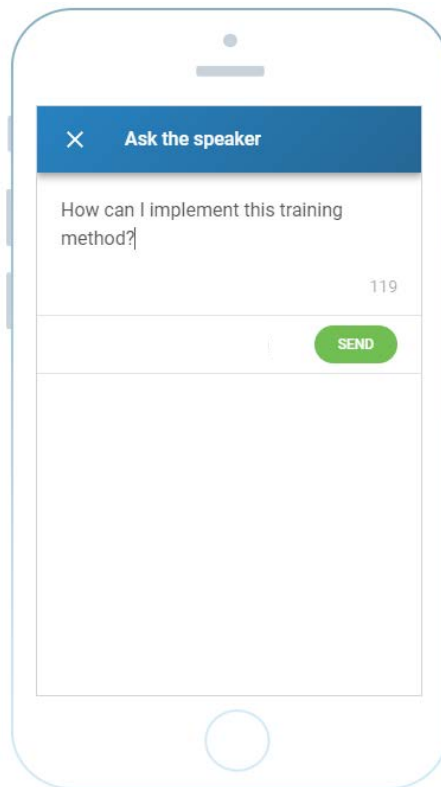 Ask the speaker
How can I implement this training
method?
119
SEND